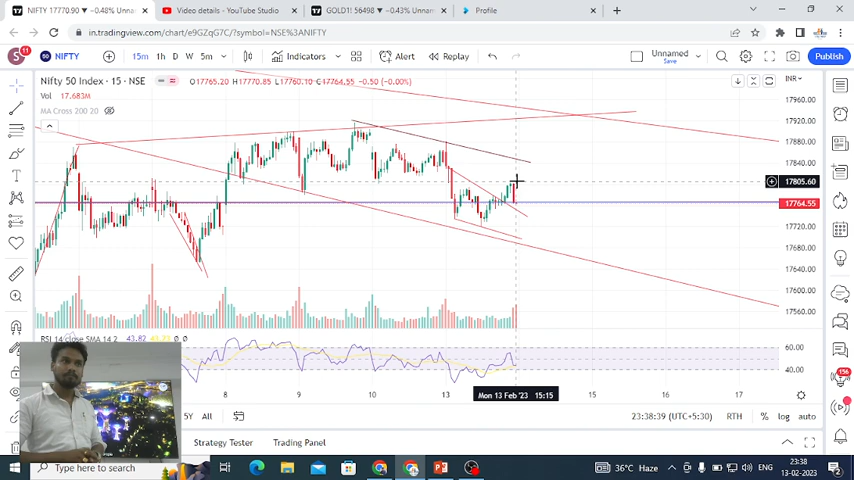 NIFTY 17770.90 ▼ −0.48% Unnam
Video details - YouTube Studio
GOLD1! 56498 ▼ −0.43% Unnam
Profile
in.tradingview.com/chart/e9GZqG7C/?symbol=NSE%3ANIFTY
S 11 NIFTY 15m 1h D W 5m Indicators Alert Replay Unnamed Publish
Save
Nifty 50 Index · 15 · NSE O17765.20 H17770.85 L17760.10 C17764.55 −0.50 (−0.00%) INR
Vol 17.683M
MA Cross 200 20
17960.00
17920.00
17880.00
17840.00
17805.60
17764.55
17720.00
17680.00
17640.00
17600.00
17560.00
RSI 14 close SMA 14 2 43.82
60.00
40.00
8 9 10 13 Mon 13 Feb '23 15:15 15 16 17
5Y All 23:38:39 (UTC+5:30) RTH % log auto
Strategy Tester Trading Panel
156
Type here to search
36°C Haze ENG 23:38
13-02-2023